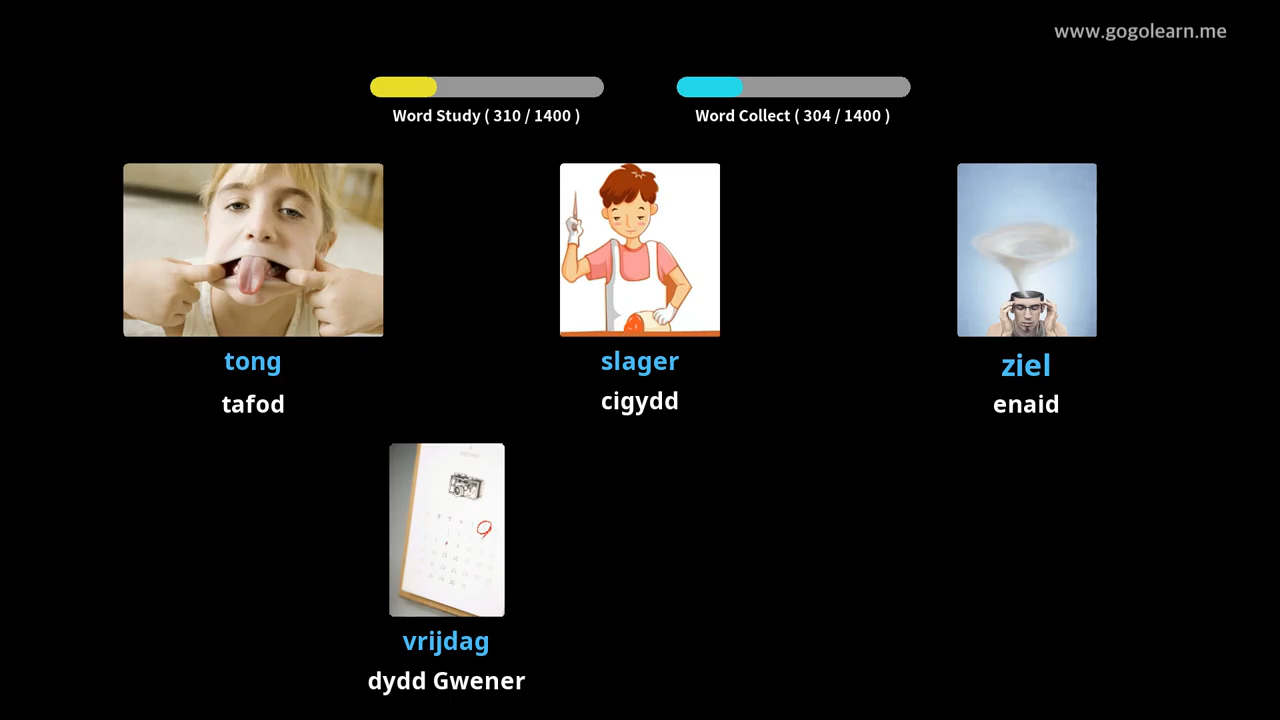 www.gogolearn.me
Word Study ( 310 / 1400 )
Word Collect ( 304 / 1400 )
tong
slager
ziel
tafod
cigydd
enaid
vrijdag
dydd Gwener